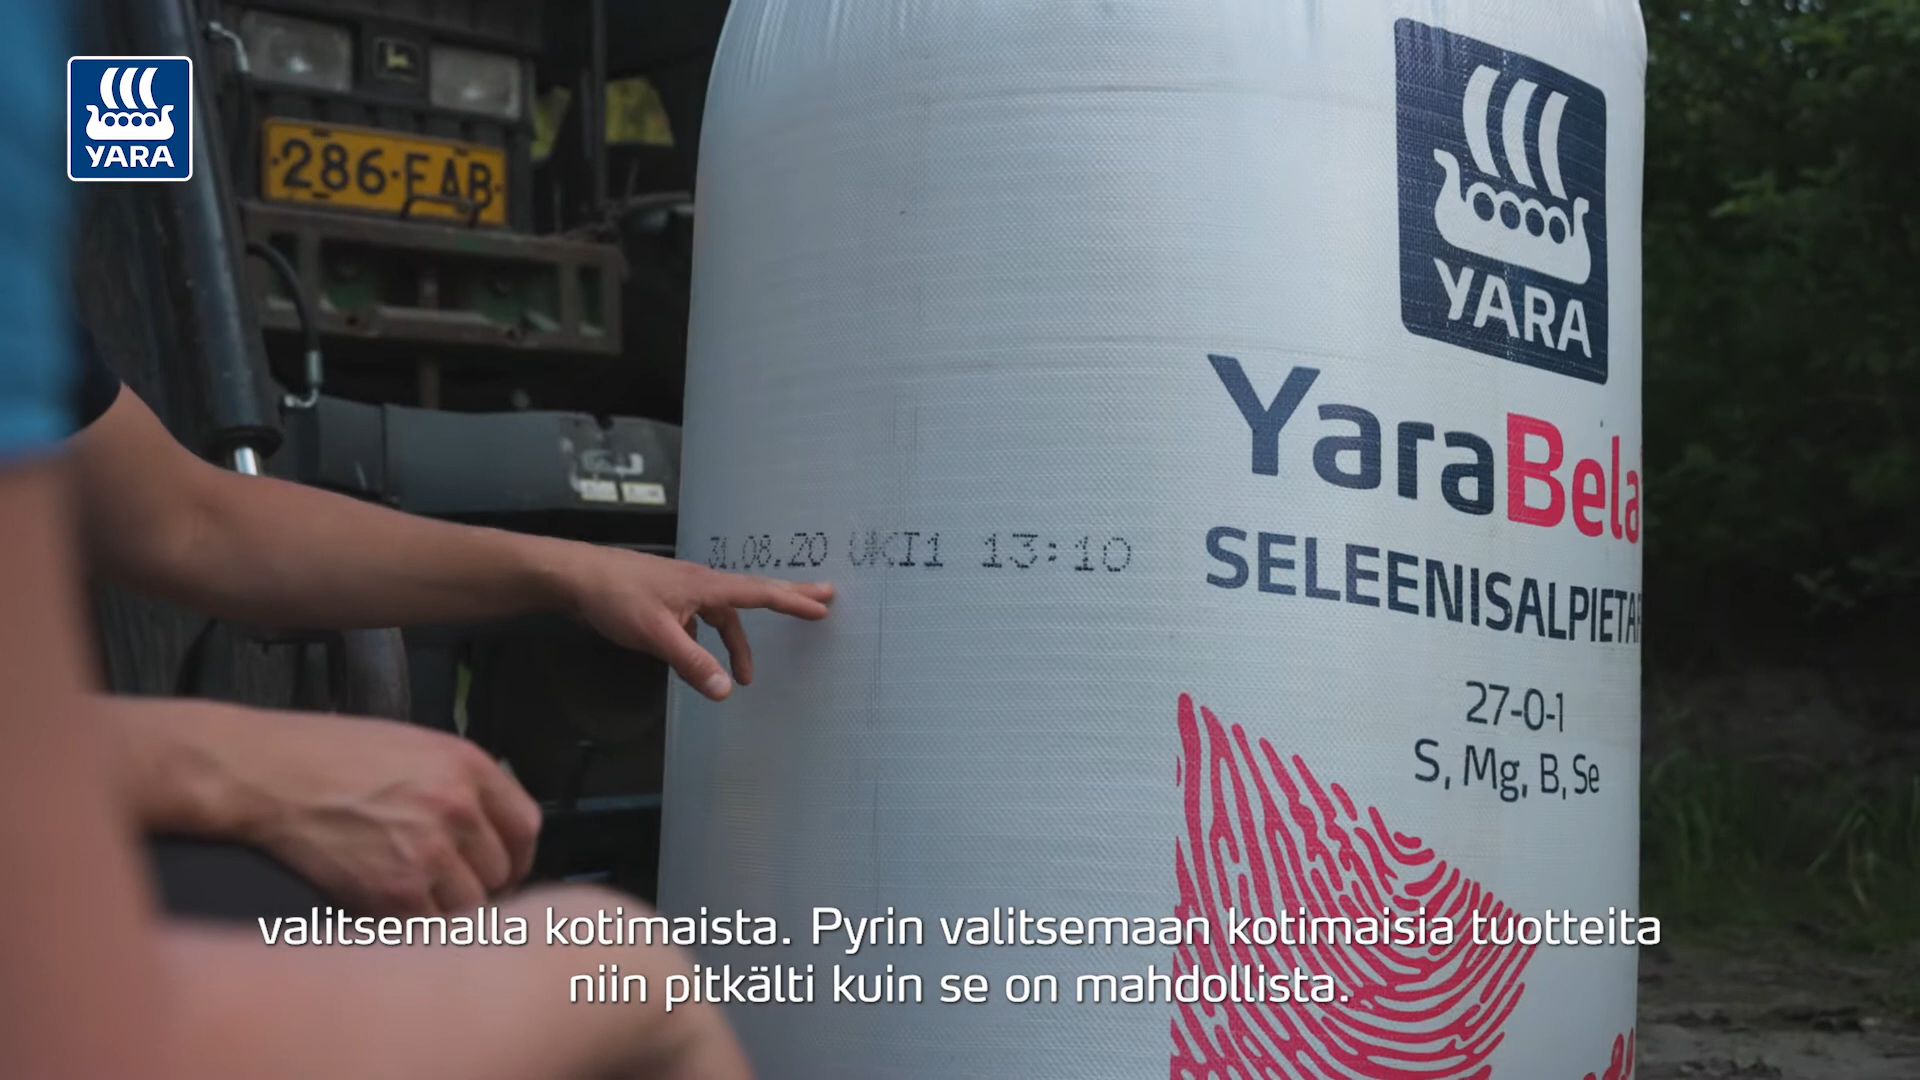 YARA
286-FAB
YARA
YaraBela
SELEENISALPIETA
31.08.20 UKI1 13:10
27-0-1
S, Mg, B, Se
valitsemalla kotimaista. Pyrin valitsemaan kotimaisia tuotteita
niin pitkälti kuin se on mahdollista.